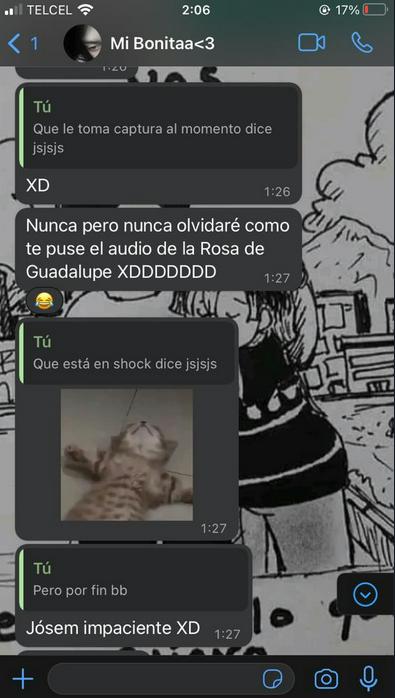 TELCEL 2:06 17%
1 Mi Bonitaa<3
1:26
Tú
Que le toma captura al momento dice
jsjsjs
XD 1:26
Nunca pero nunca olvidaré como
te puse el audio de la Rosa de
Guadalupe XDDDDDDD 1:27
Tú
Que está en shock dice jsjsjs
1:27
Tú
Pero por fin bb
Jósem impaciente XD 1:27